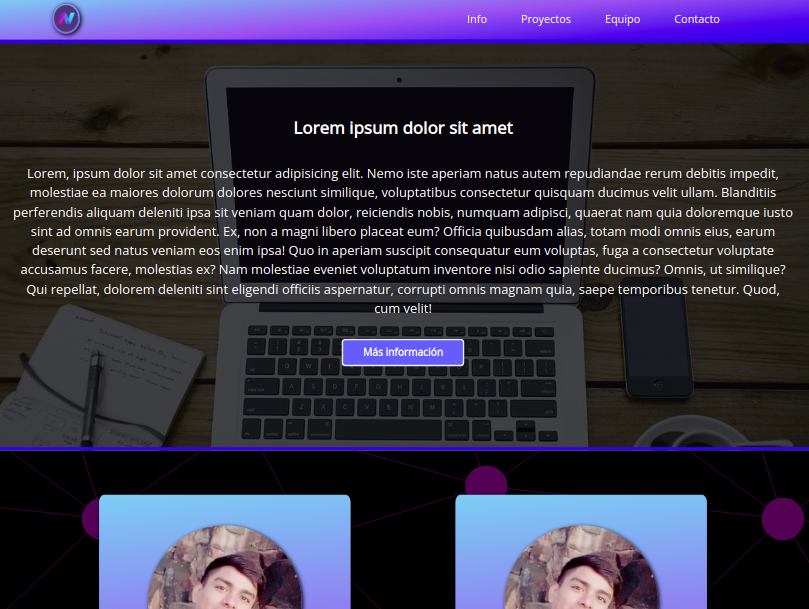 Info Proyectos Equipo Contacto
Lorem ipsum dolor sit amet
Lorem, ipsum dolor sit amet consectetur adipisicing elit. Nemo iste aperiam natus autem repudiandae rerum debitis impedit,
molestiae ea maiores dolorum dolores nesciunt similique, voluptatibus consectetur quisquam ducimus velit ullam. Blanditiis
perferendis aliquam deleniti ipsa sit veniam quam dolor, reiciendis nobis, numquam adipisci, quaerat nam quia doloremque iusto
sint ad omnis earum provident. Ex, non a magni libero placeat eum? Officia quibusdam alias, totam modi omnis eius, earum
deserunt sed natus veniam eos enim ipsa! Quo in aperiam suscipit consequatur eum voluptas, fuga a consectetur voluptate
accusamus facere, molestias ex? Nam molestiae eveniet voluptatum inventore nisi odio sapiente ducimus? Omnis, ut similique?
Qui repellat, dolorem deleniti sint eligendi officiis aspernatur, corrupti omnis magnam quia, saepe temporibus tenetur. Quod,
cum velit!
Más información